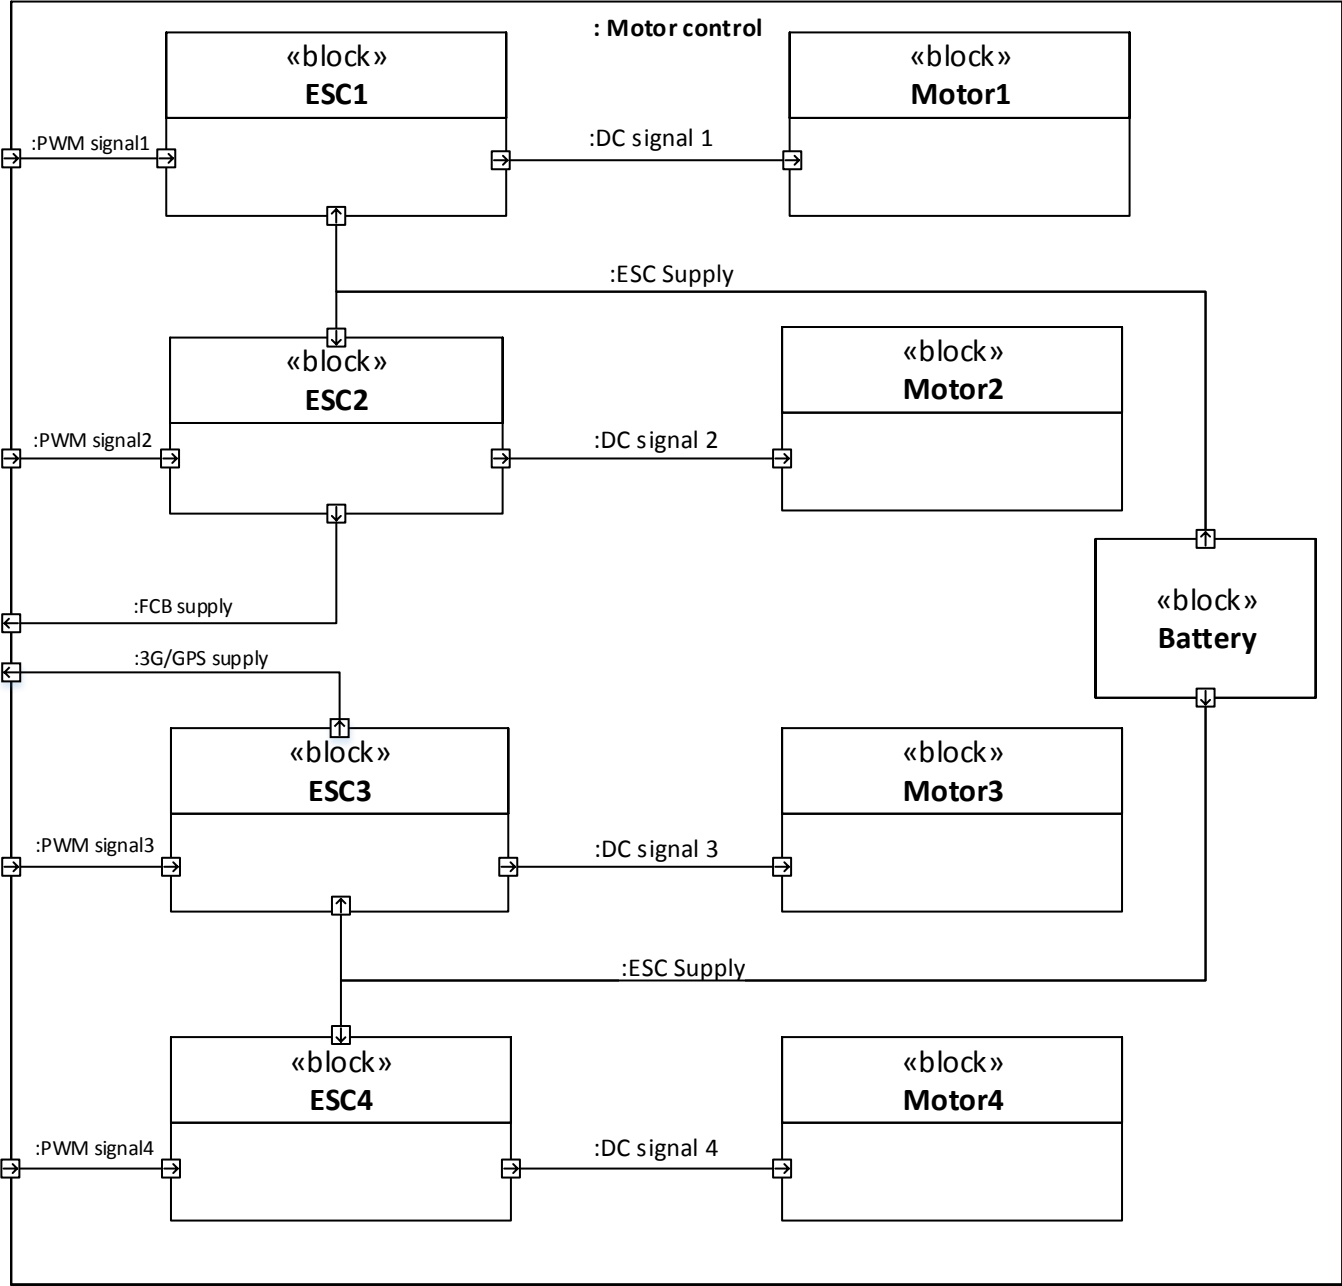 : Motor control
«block»
ESC1
«block»
Motor1
:PWM signal1
:DC signal 1
:ESC Supply
«block»
ESC2
«block»
Motor2
:PWM signal2
:DC signal 2
«block»
Battery
:FCB supply
:3G/GPS supply
«block»
ESC3
«block»
Motor3
:PWM signal3
:DC signal 3
:ESC Supply
«block»
ESC4
«block»
Motor4
:PWM signal4
:DC signal 4